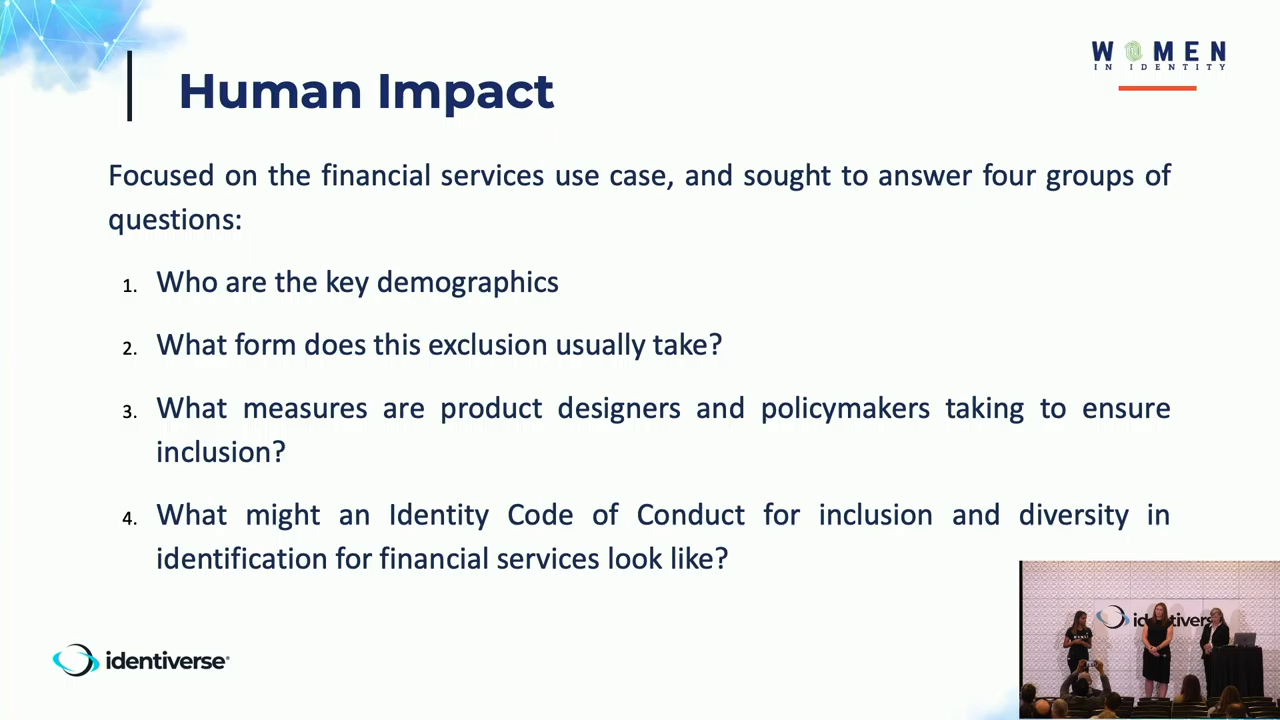 WOMEN
IN IDENTITY
Human Impact
Focused on the financial services use case, and sought to answer four groups of
questions:
1. Who are the key demographics
2. What form does this exclusion usually take?
3. What measures are product designers and policymakers taking to ensure
inclusion?
4. What might an Identity Code of Conduct for inclusion and diversity in
identification for financial services look like?
identiverse®